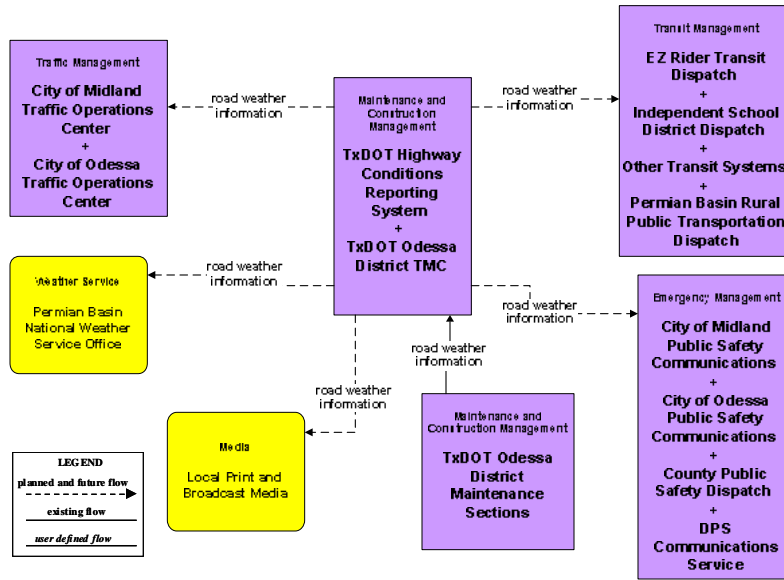 Traffic Management
City of Midland
Traffic Operations
Center
+
City of Odessa
Traffic Operations
Center
road weather
information
Maintenance and
Construction
Management
TxDOT Highway
Conditions
Reporting
System
+
TxDOT Odessa
District TMC
road weather
information
Transit Management
EZ Rider Transit
Dispatch
+
Independent School
District Dispatch
+
Other Transit Systems
+
Permian Basin Rural
Public Transportation
Dispatch
Weather Service
Permian Basin
National Weather
Service Office
road weather
information
road weather
information
Emergency Management
City of Midland
Public Safety
Communications
+
City of Odessa
Public Safety
Communications
+
County Public
Safety Dispatch
+
DPS
Communications
Service
road weather
information
road weather
information
Media
Local Print and
Broadcast Media
Maintenance and
Construction Management
TxDOT Odessa
District
Maintenance
Sections
LEGEND
planned and future flow
existing flow
user defined flow